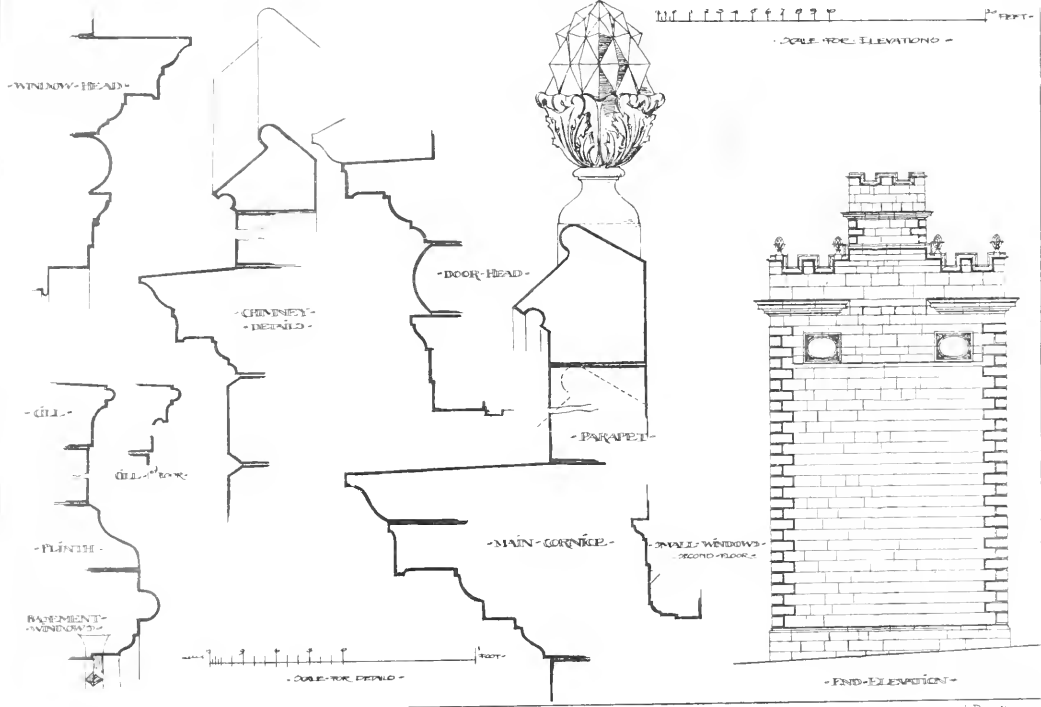 FEET-
- SCALE-FOR-ELEVATIONS -
- WINDOW-HEAD -
- DOOR-HEAD -
- CHIMNEY-
- DETAILS -
- CILL -
- PARAPET -
- PLINTH -
- MAIN-CORNICE -
- SMALL-WINDOWS -
- SECOND-FLOOR -
BASEMENT-
- WINDOWS -
FOOT-
- SCALE-FOR DETAILS -
- END-ELEVATION -